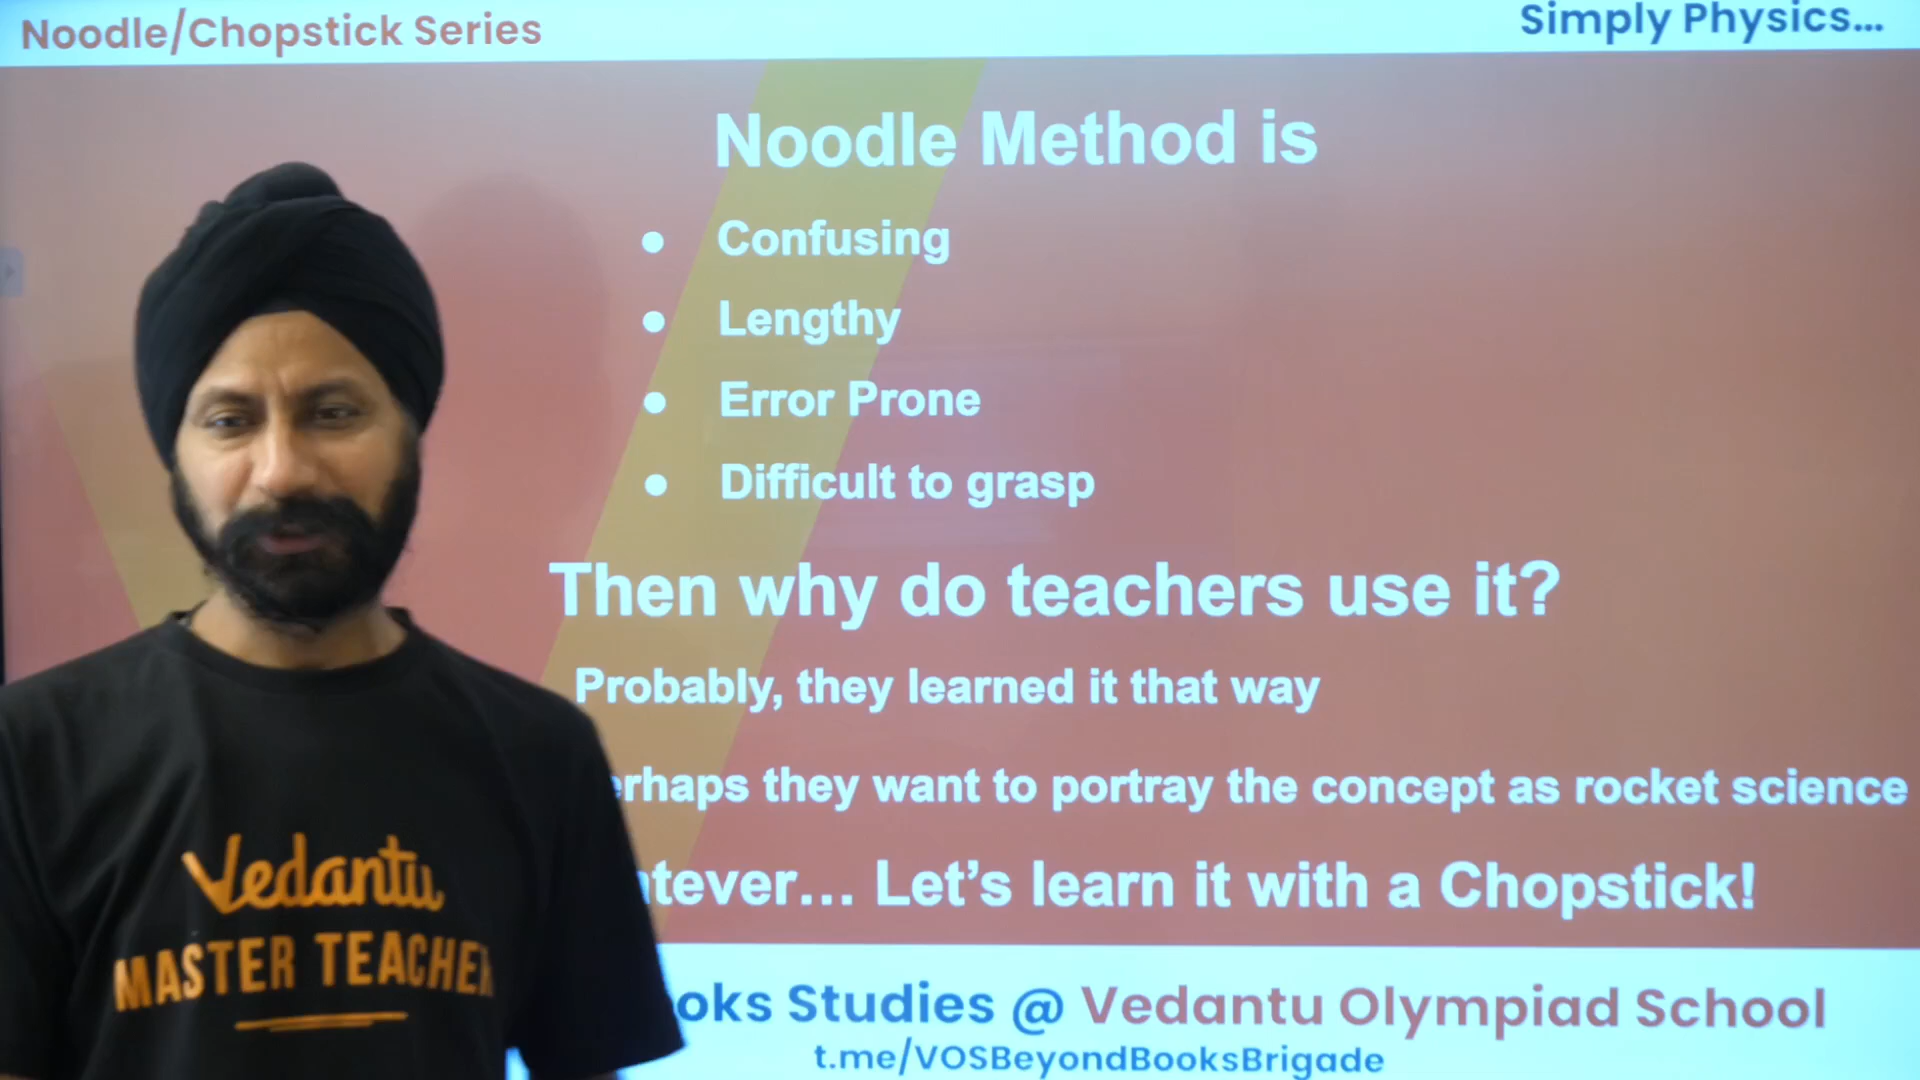 Noodle/Chopstick Series
Simply Physics...
Noodle Method is
● Confusing
● Lengthy
● Error Prone
● Difficult to grasp
Then why do teachers use it?
Probably, they learned it that way
erhaps they want to portray the concept as rocket science
tever... Let's learn it with a Chopstick!
Vedantu
MASTER TEACHER
oks Studies @ Vedantu Olympiad School
t.me/VOSBeyondBooksBrigade